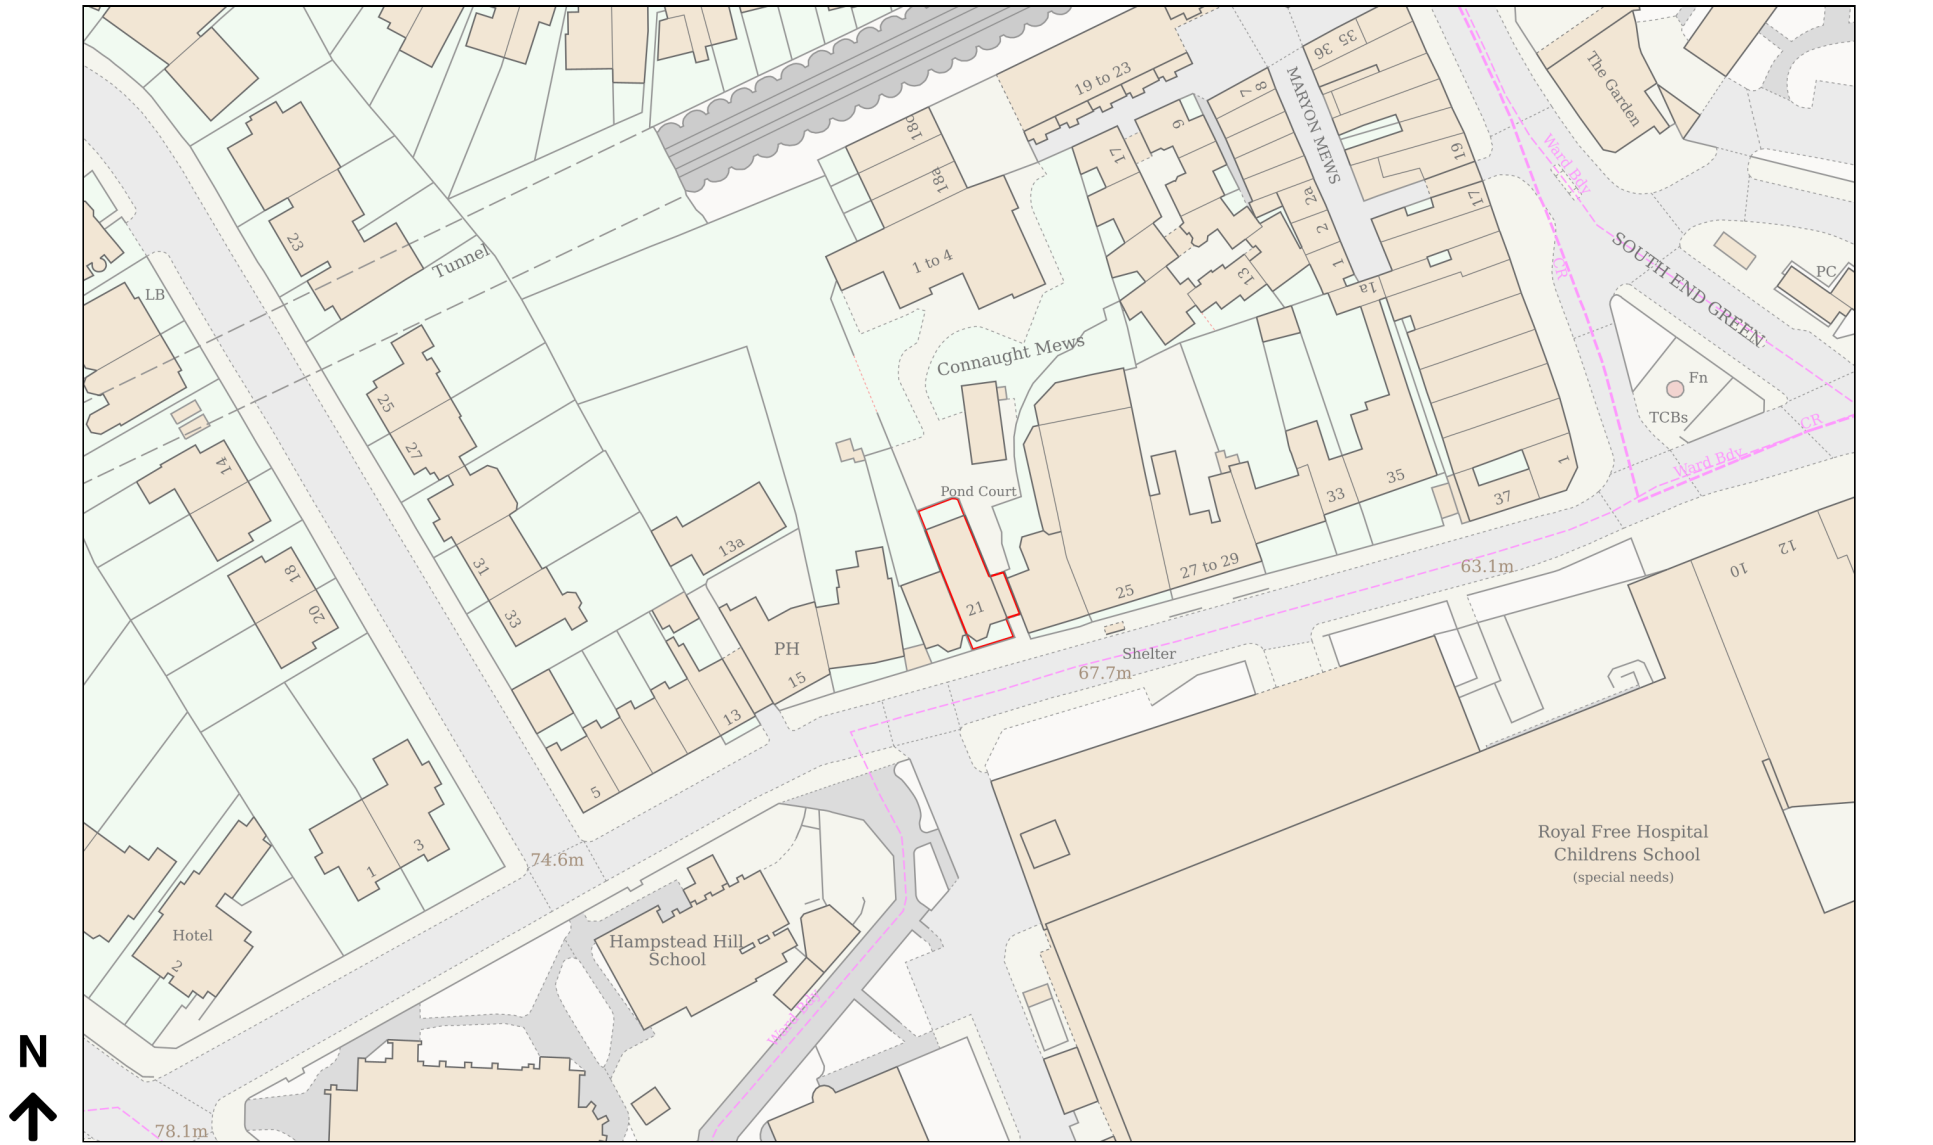 35
36
19 to 23
The Garden
MARYON MEWS
8
7
18b
9
17
18a
19
Ward Bdy
2a
17
23
2
SOUTH END GREEN
Tunnel
1 to 4
1
13
CR
PC
LB
1a
Connaught Mews
Fn
25
TCBs
CR
27
1
Ward Bdy
14
35
Pond Court
33
37
13a
12
31
18
27 to 29
63.1m
10
25
20
33
21
PH
Shelter
15
67.7m
13
5
Royal Free Hospital
Childrens School
(special needs)
3
74.6m
1
Hotel
Hampstead Hill
School
2
Ward Bdy
N
78.1m